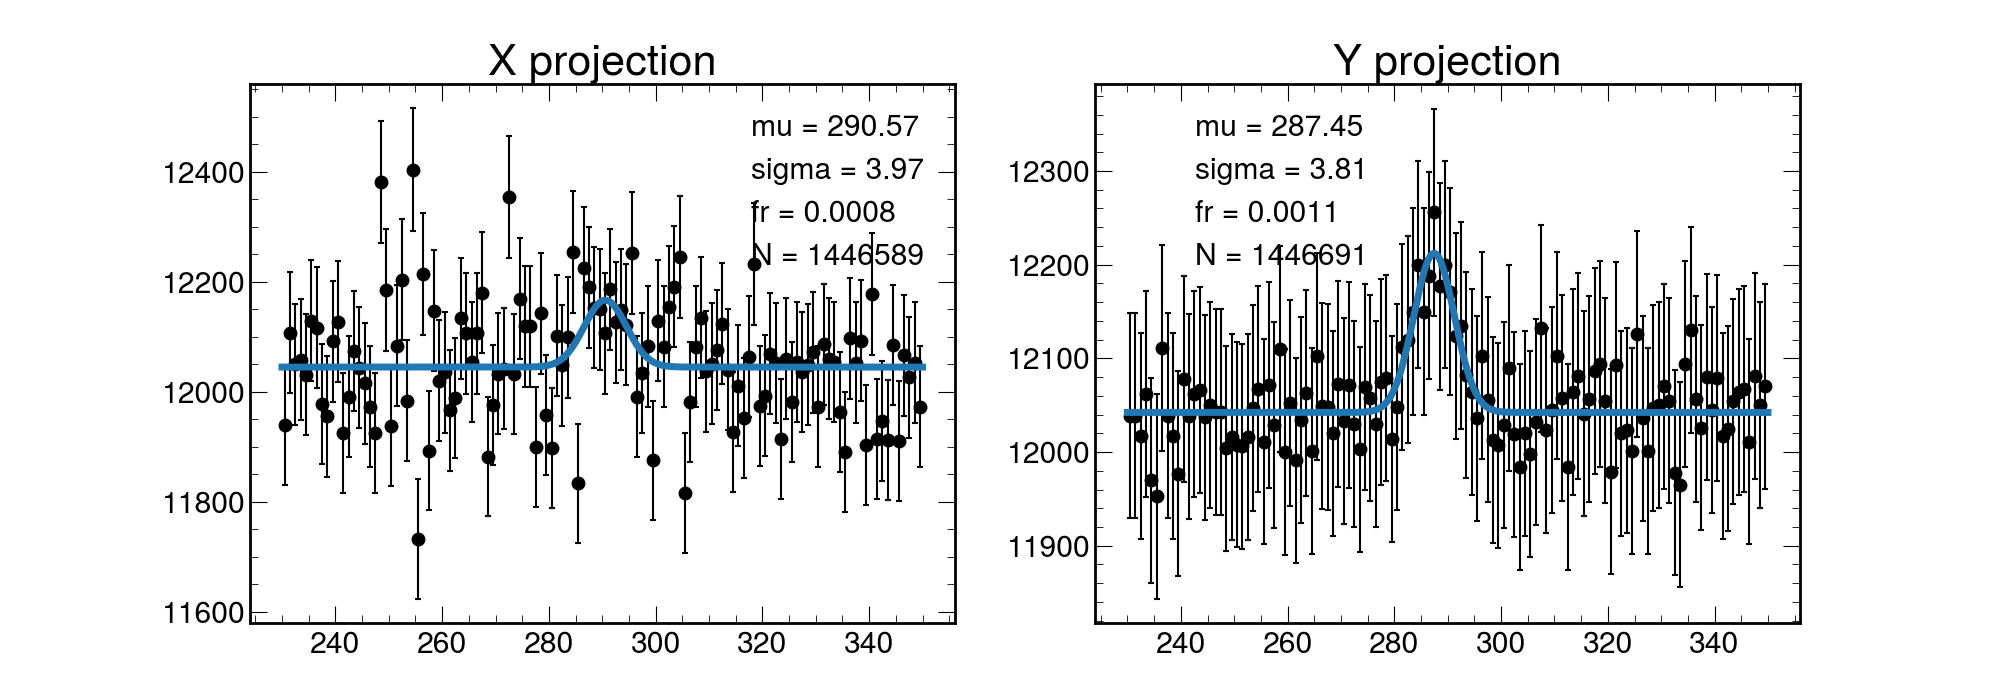 X projection
mu = 290.57
sigma = 3.97
fr = 0.0008
N = 1446589
12400
12200
12000
11800
11600
240 260 280 300 320 340
Y projection
mu = 287.45
sigma = 3.81
fr = 0.0011
N = 1446691
12300
12200
12100
12000
11900
240 260 280 300 320 340